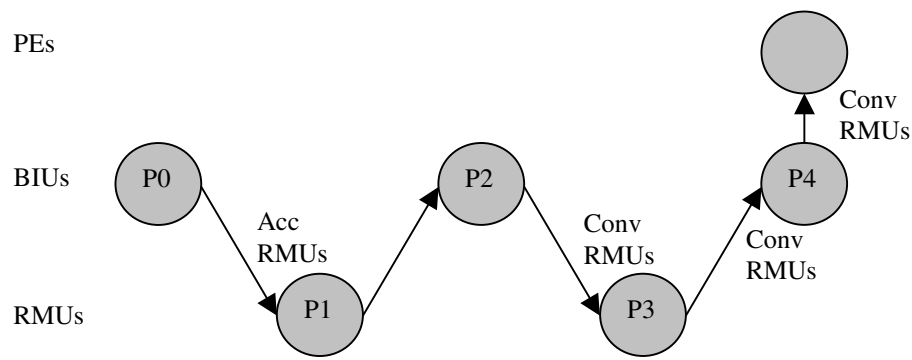 PEs
Conv
RMUs
BIUs
P0
P2
P4
Acc
RMUs
Conv
RMUs
Conv
RMUs
RMUs
P1
P3